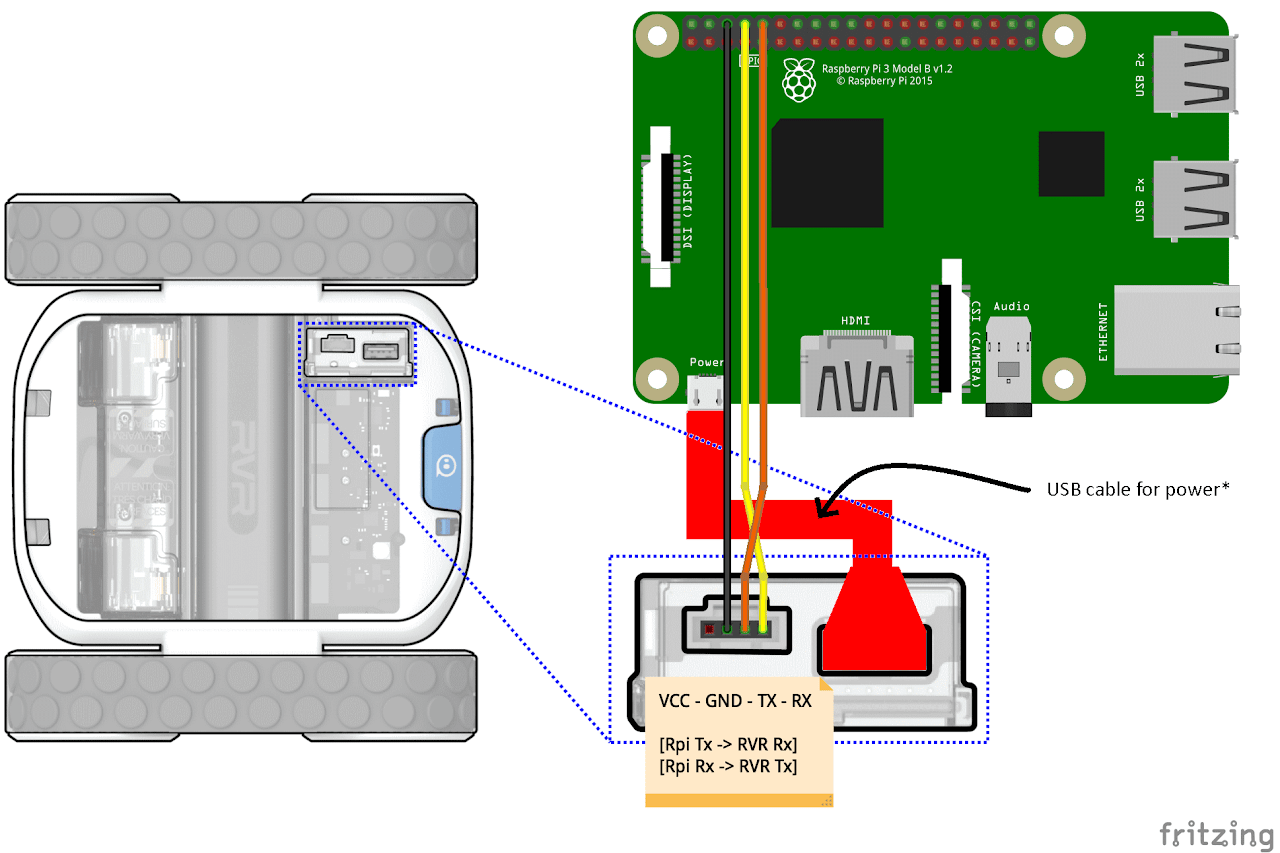 GPIO
Raspberry Pi 3 Model B v1.2
© Raspberry Pi 2015
USB 2x
USB 2x
DSI (DISPLAY)
HDMI
CSI (CAMERA)
Audio
ETHERNET
Power
RVR
USB cable for power*
VCC - GND - TX - RX
[Rpi Tx -> RVR Rx]
[Rpi Rx -> RVR Tx]
fritzing